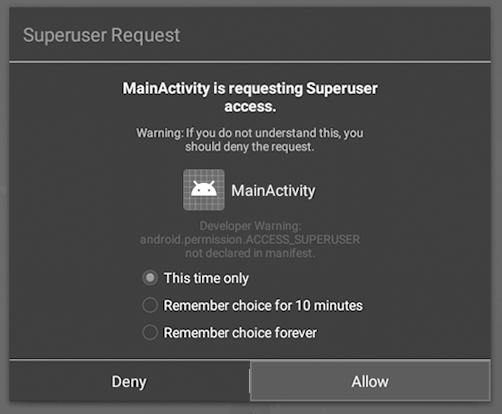 Superuser Request
MainActivity is requesting Superuser
access.
Warning: If you do not understand this, you
should deny the request.
MainActivity
Developer Warning:
android.permission.ACCESS_SUPERUSER
not declared in manifest.
This time only
Remember choice for 10 minutes
Remember choice forever
Deny
Allow